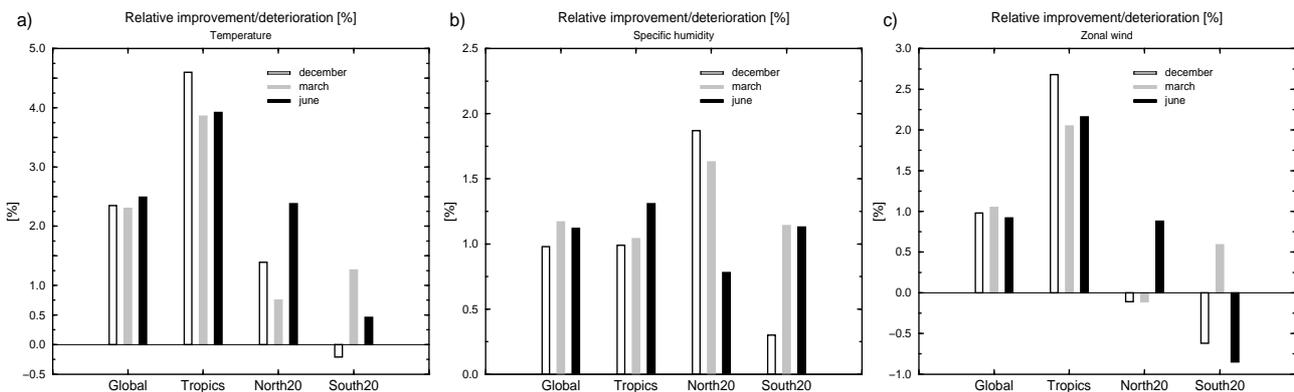 a)
Relative improvement/deterioration [%]
Temperature
5.0
4.0
3.0
2.5
2.0
1.0
0.5
0.0
−0.5
[%]
december
march
june
Global Tropics North20 South20
b)
Relative improvement/deterioration [%]
Specific humidity
2.5
2.0
1.5
1.0
0.5
0.0
[%]
december
march
june
Global Tropics North20 South20
c)
Relative improvement/deterioration [%]
Zonal wind
3.0
2.5
2.0
1.5
1.0
0.5
0.0
−0.5
−1.0
[%]
december
march
june
Global Tropics North20 South20